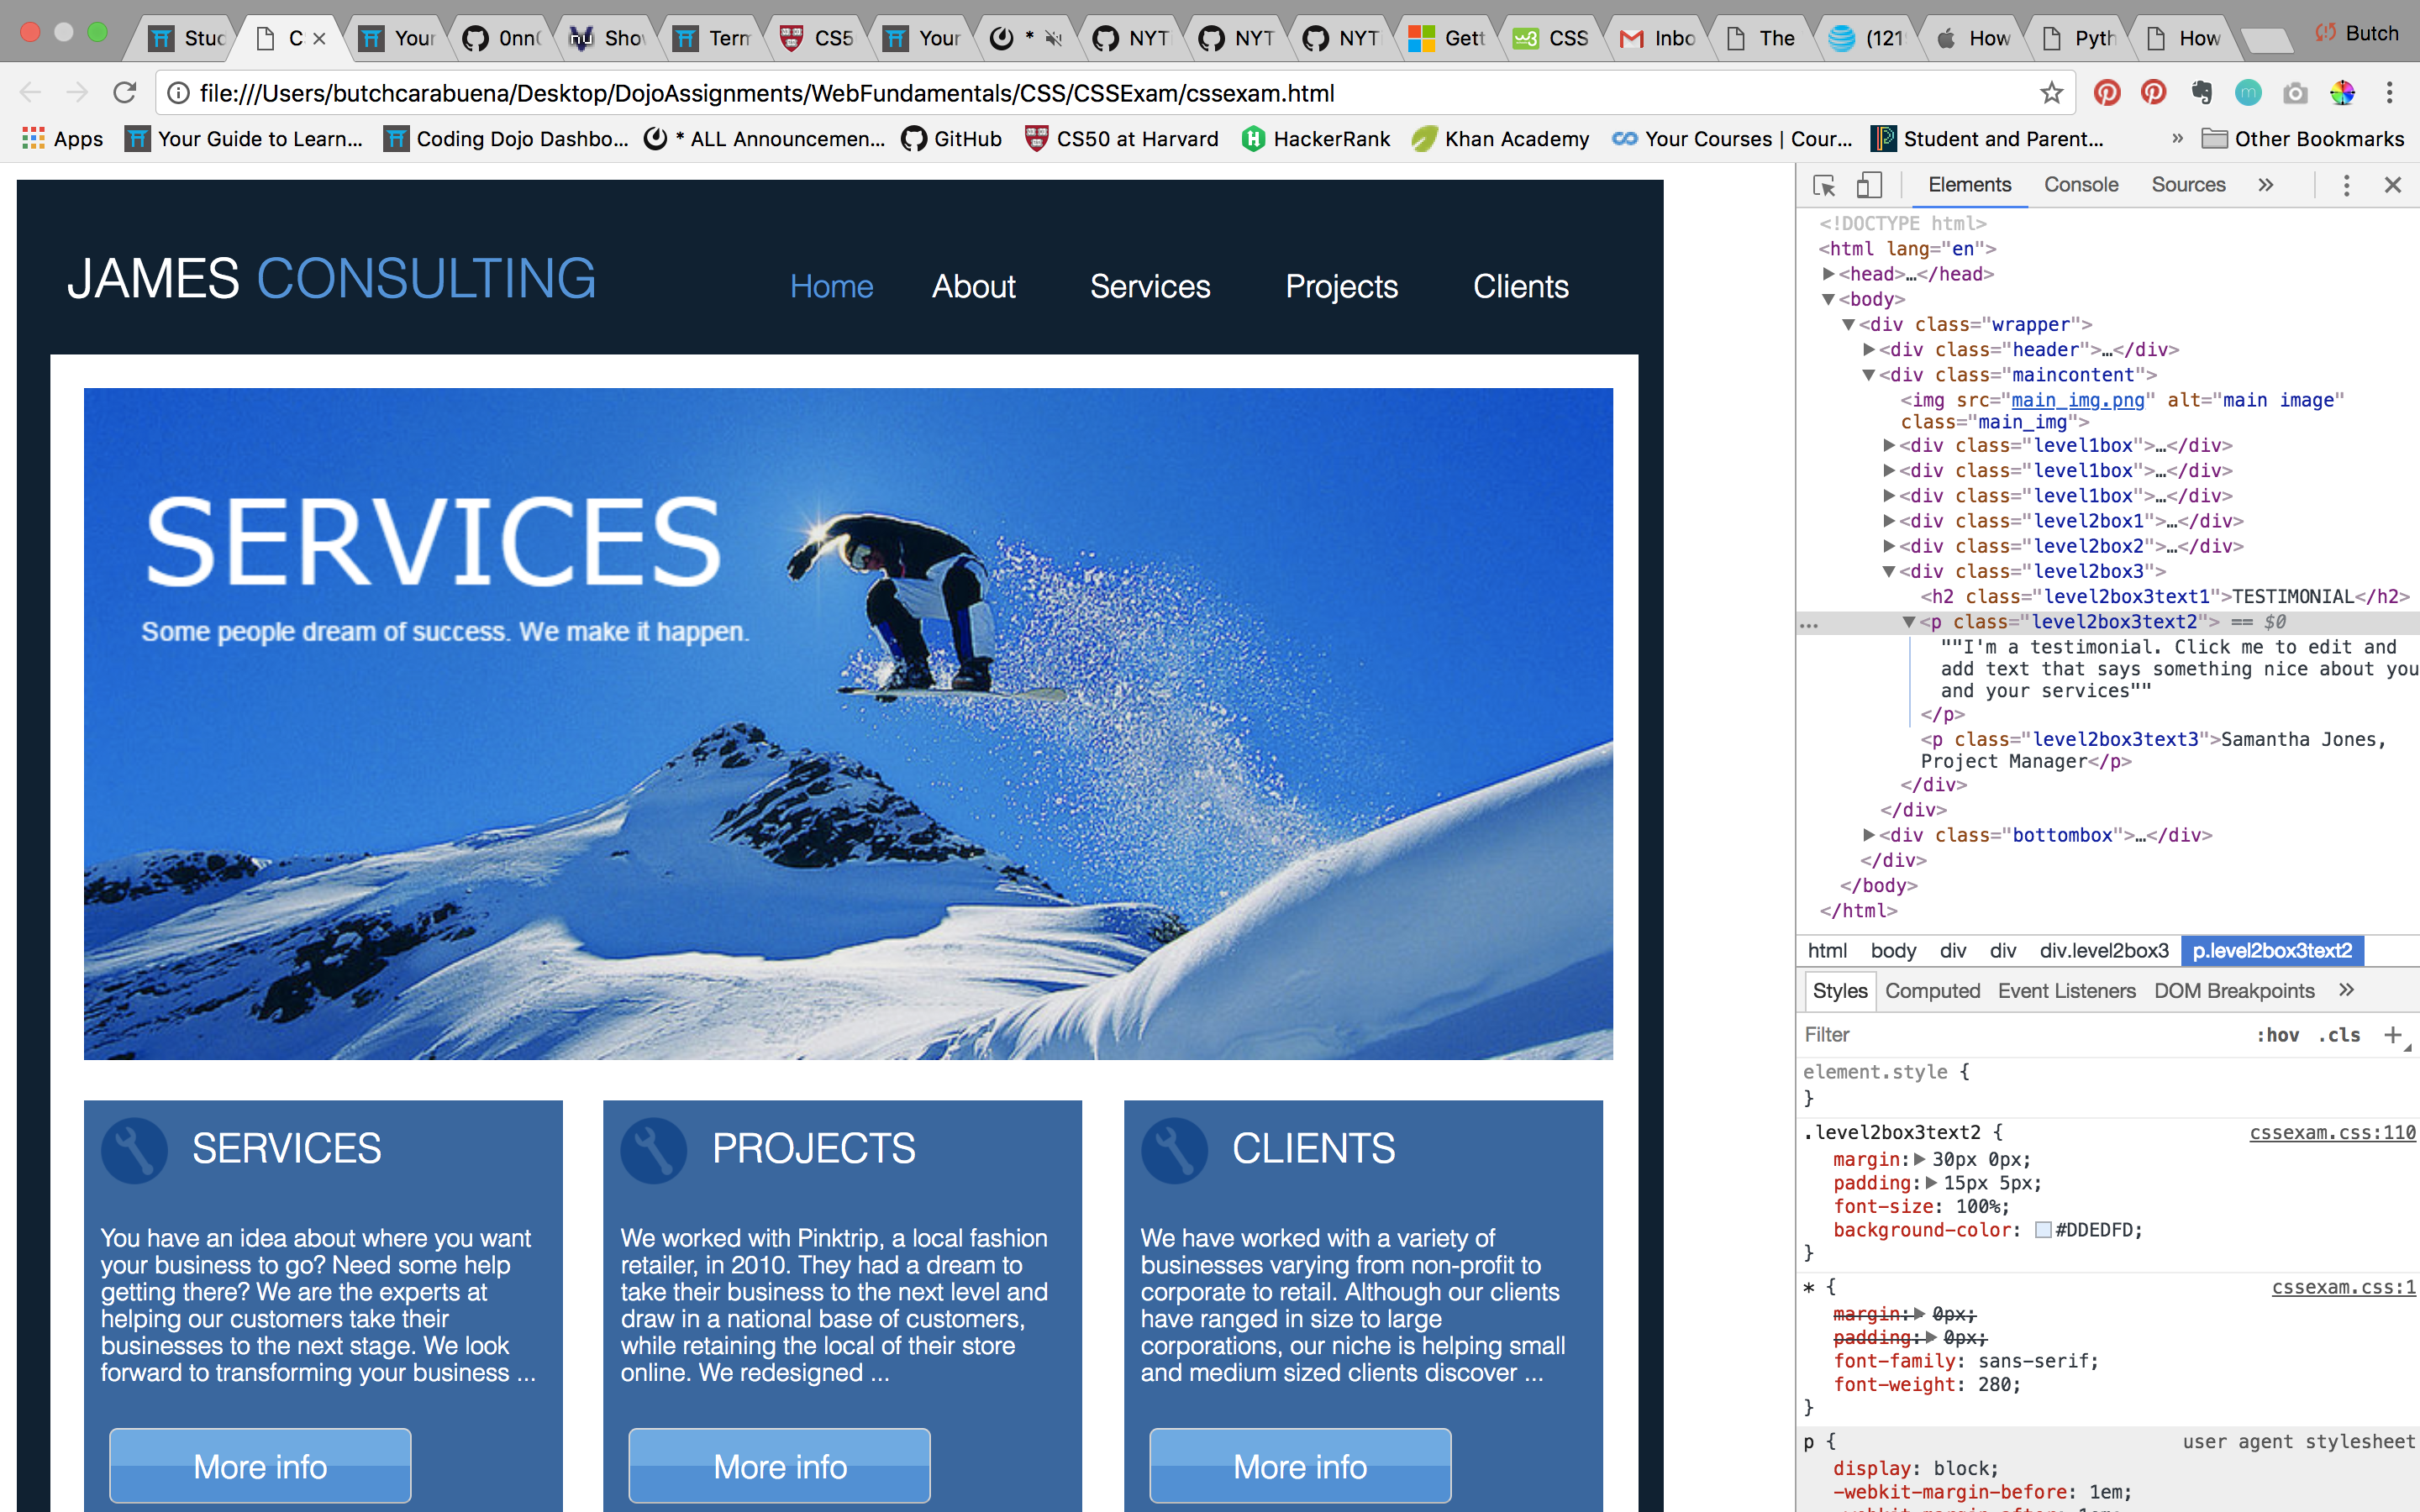 Stud C Your 0nn Sho Term CS5 Your * NYT NYT NYT Gett CSS Inbo The (121 How Pyth How Butch
file:///Users/butchcarabuena/Desktop/DojoAssignments/WebFundamentals/CSS/CSSExam/cssexam.html
Apps Your Guide to Learn... Coding Dojo Dashbo... * ALL Announcemen... GitHub CS50 at Harvard HackerRank Khan Academy Your Courses | Cour... Student and Parent... » Other Bookmarks
JAMES CONSULTING Home About Services Projects Clients
SERVICES
Some people dream of success. We make it happen.
SERVICES
You have an idea about where you want
your business to go? Need some help
getting there? We are the experts at
helping our customers take their
businesses to the next stage. We look
forward to transforming your business ...
More info
PROJECTS
We worked with Pinktrip, a local fashion
retailer, in 2010. They had a dream to
take their business to the next level and
draw in a national base of customers,
while retaining the local of their store
online. We redesigned ...
More info
CLIENTS
We have worked with a variety of
businesses varying from non-profit to
corporate to retail. Although our clients
have ranged in size to large
corporations, our niche is helping small
and medium sized clients discover ...
More info
Elements Console Sources »
<!DOCTYPE html>
<html lang="en">
<head>…</head>
<body>
<div class="wrapper">
<div class="header">…</div>
<div class="maincontent">
<img src="main_img.png" alt="main image"
class="main_img">
<div class="level1box">…</div>
<div class="level1box">…</div>
<div class="level1box">…</div>
<div class="level2box1">…</div>
<div class="level2box2">…</div>
<div class="level2box3">
<h2 class="level2box3text1">TESTIMONIAL</h2>
… <p class="level2box3text2"> == $0
""I'm a testimonial. Click me to edit and
add text that says something nice about you
and your services""
</p>
<p class="level2box3text3">Samantha Jones,
Project Manager</p>
</div>
</div>
<div class="bottombox">…</div>
</div>
</body>
</html>
html body div div div.level2box3 p.level2box3text2
Styles Computed Event Listeners DOM Breakpoints »
Filter :hov .cls +
element.style {
}
.level2box3text2 { cssexam.css:110
margin: 30px 0px;
padding: 15px 5px;
font-size: 100%;
background-color: #DDEDFD;
}
* { cssexam.css:1
margin: 0px;
padding: 0px;
font-family: sans-serif;
font-weight: 280;
}
p { user agent stylesheet
display: block;
-webkit-margin-before: 1em;